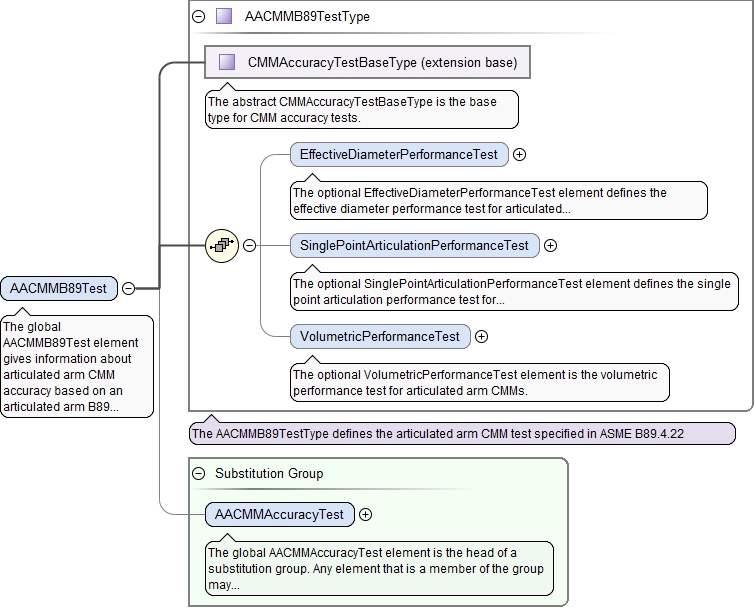 AACMMB89TestType
CMMAccuracyTestBaseType (extension base)
The abstract CMMAccuracyTestBaseType is the base
type for CMM accuracy tests.
EffectiveDiameterPerformanceTest
The optional EffectiveDiameterPerformanceTest element defines the
effective diameter performance test for articulated...
SinglePointArticulationPerformanceTest
The optional SinglePointArticulationPerformanceTest element defines the single
point articulation performance test for...
AACMMB89Test
The global
AACMMB89Test element
gives information about
articulated arm CMM
accuracy based on an
articulated arm B89...
VolumetricPerformanceTest
The optional VolumetricPerformanceTest element is the volumetric
performance test for articulated arm CMMs.
The AACMMB89TestType defines the articulated arm CMM test specified in ASME B89.4.22
Substitution Group
AACMMAccuracyTest
The global AACMMAccuracyTest element is the head of a
substitution group. Any element that is a member of the group
may...